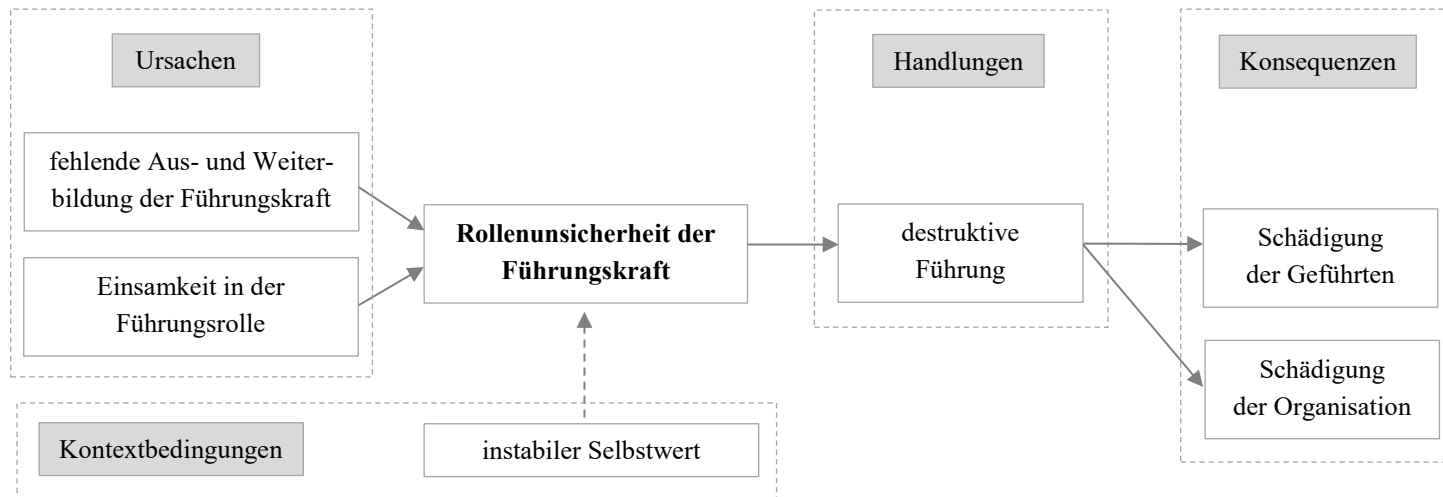 Ursachen
fehlende Aus- und Weiter-
bildung der Führungskraft
Einsamkeit in der
Führungsrolle
Rollenunsicherheit der
Führungskraft
Kontextbedingungen
instabiler Selbstwert
Handlungen
destruktive
Führung
Konsequenzen
Schädigung
der Geführten
Schädigung
der Organisation